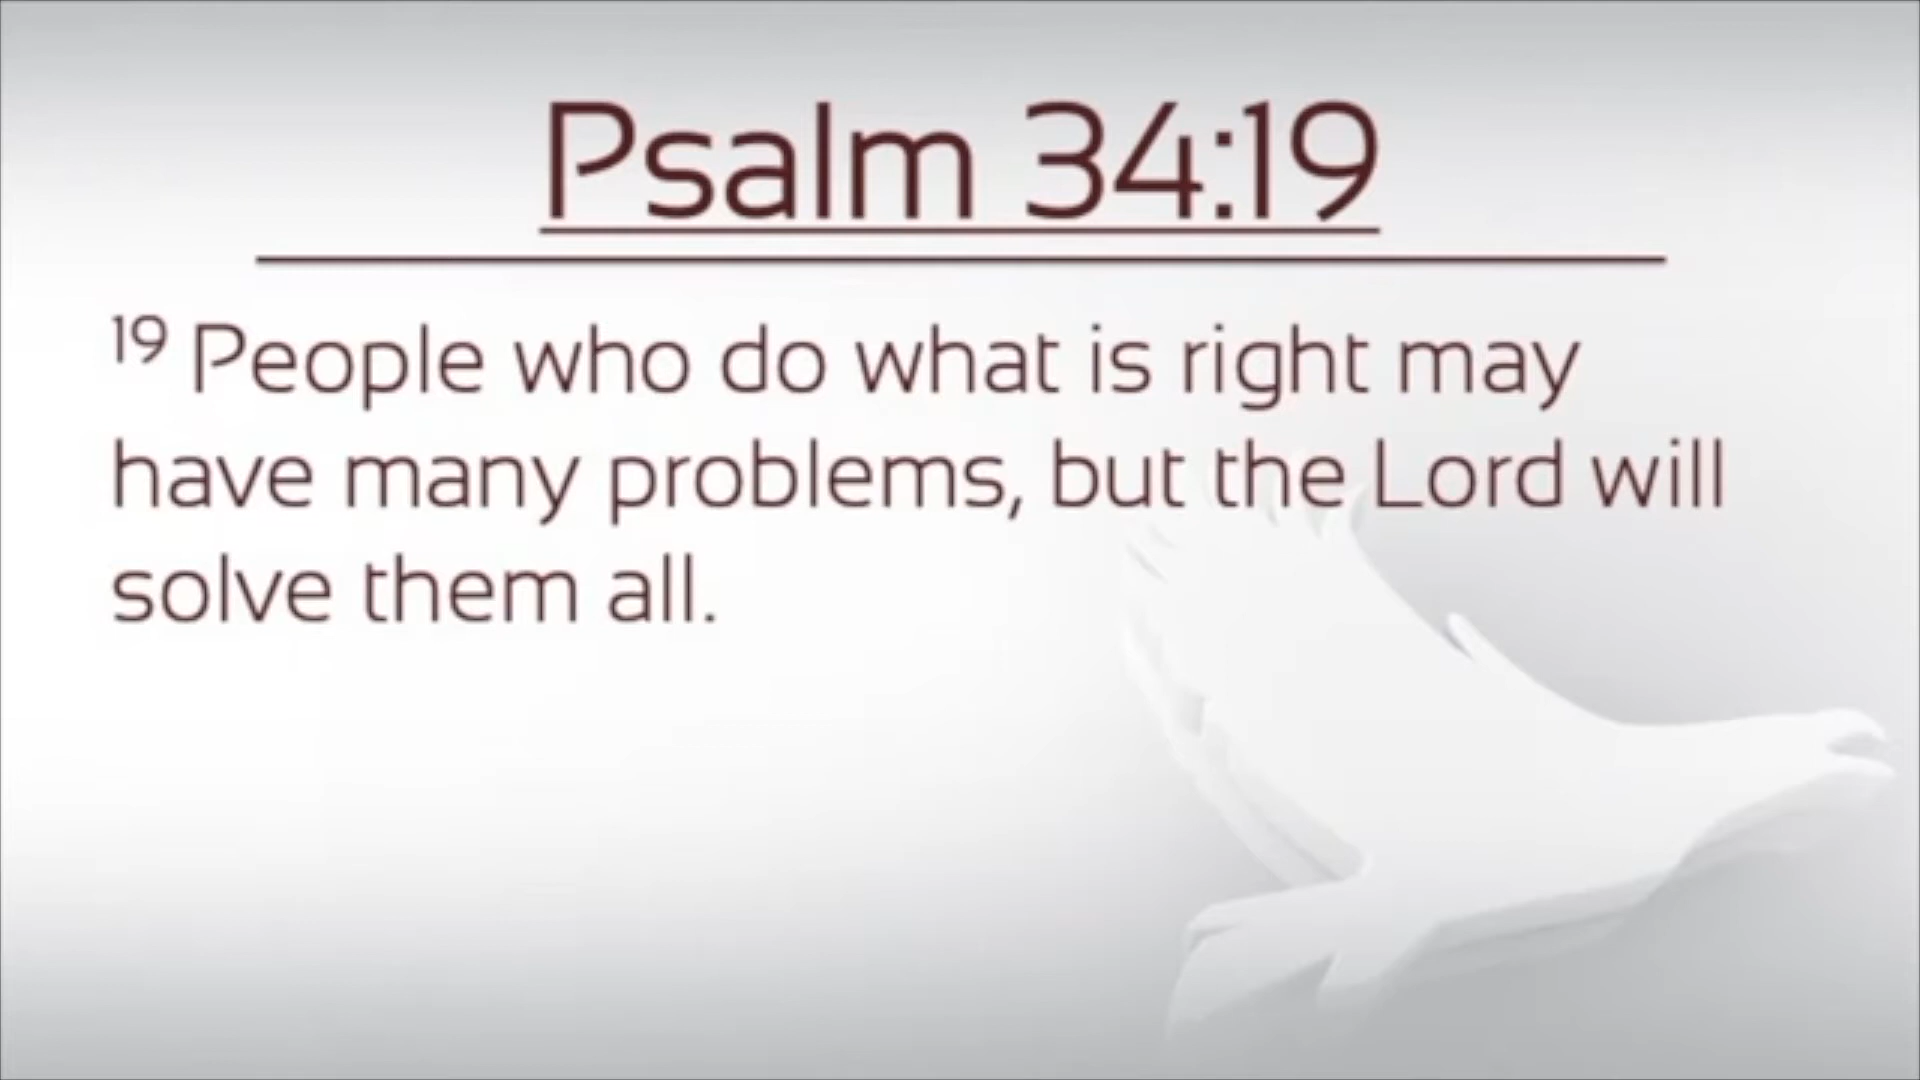 Psalm 34:19
19 People who do what is right may
have many problems, but the Lord will
solve them all.